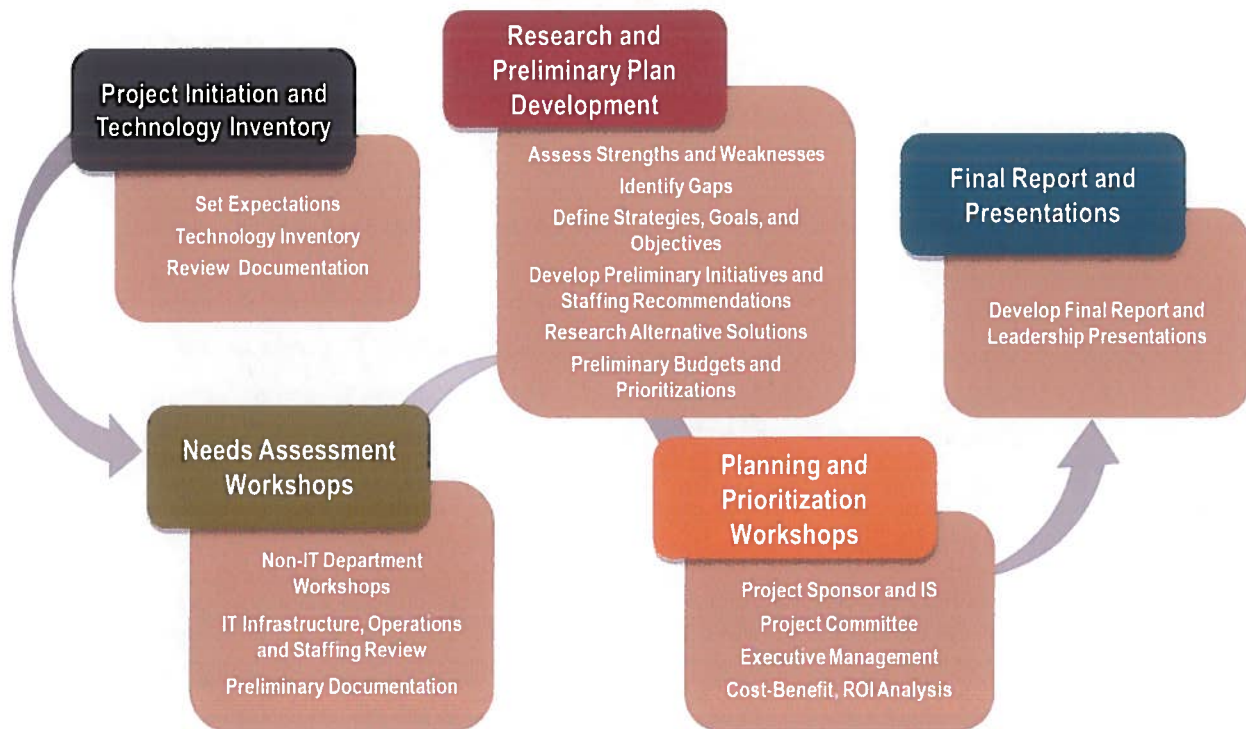 Project Initiation and
Technology Inventory
Set Expectations
Technology Inventory
Review Documentation
Needs Assessment
Workshops
Non-IT Department
Workshops
IT Infrastructure, Operations
and Staffing Review
Preliminary Documentation
Research and
Preliminary Plan
Development
Assess Strengths and Weaknesses
Identify Gaps
Define Strategies, Goals, and
Objectives
Develop Preliminary Initiatives and
Staffing Recommendations
Research Alternative Solutions
Preliminary Budgets and
Prioritizations
Planning and
Prioritization
Workshops
Project Sponsor and IS
Project Committee
Executive Management
Cost-Benefit, ROI Analysis
Final Report and
Presentations
Develop Final Report and
Leadership Presentations